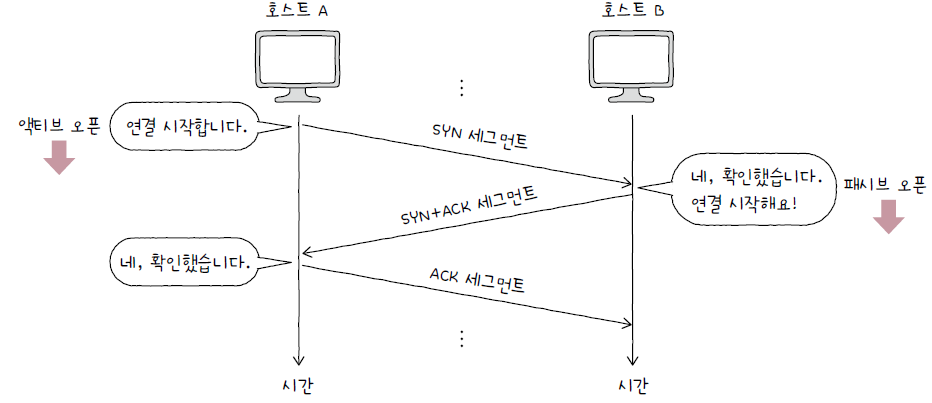 호스트 A
호스트 B
액티브 오픈
연결 시작합니다.
SYN 세그먼트
네, 확인했습니다.
연결 시작해요!
패시브 오픈
SYN+ACK 세그먼트
네, 확인했습니다.
ACK 세그먼트
시간
시간